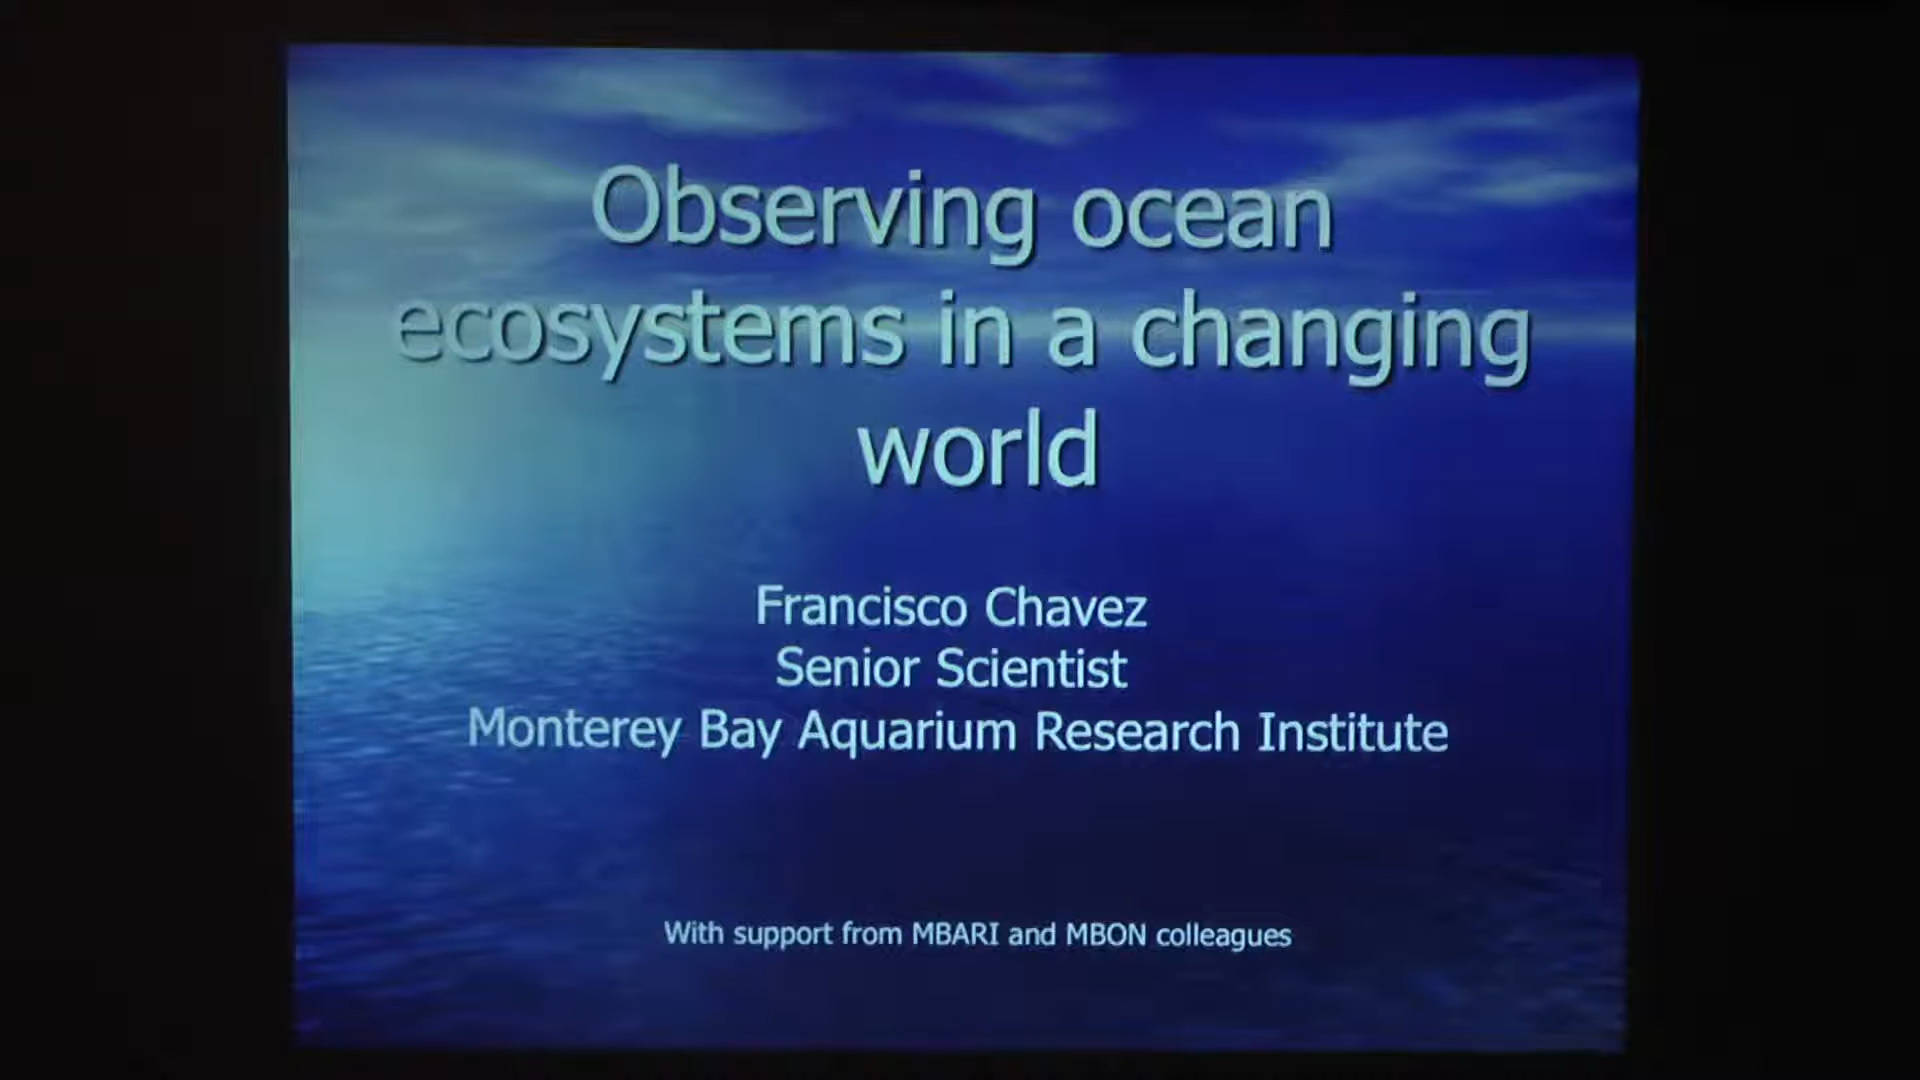 Observing ocean
ecosystems in a changing
world
Francisco Chavez
Senior Scientist
Monterey Bay Aquarium Research Institute
With support from MBARI and MBON colleagues